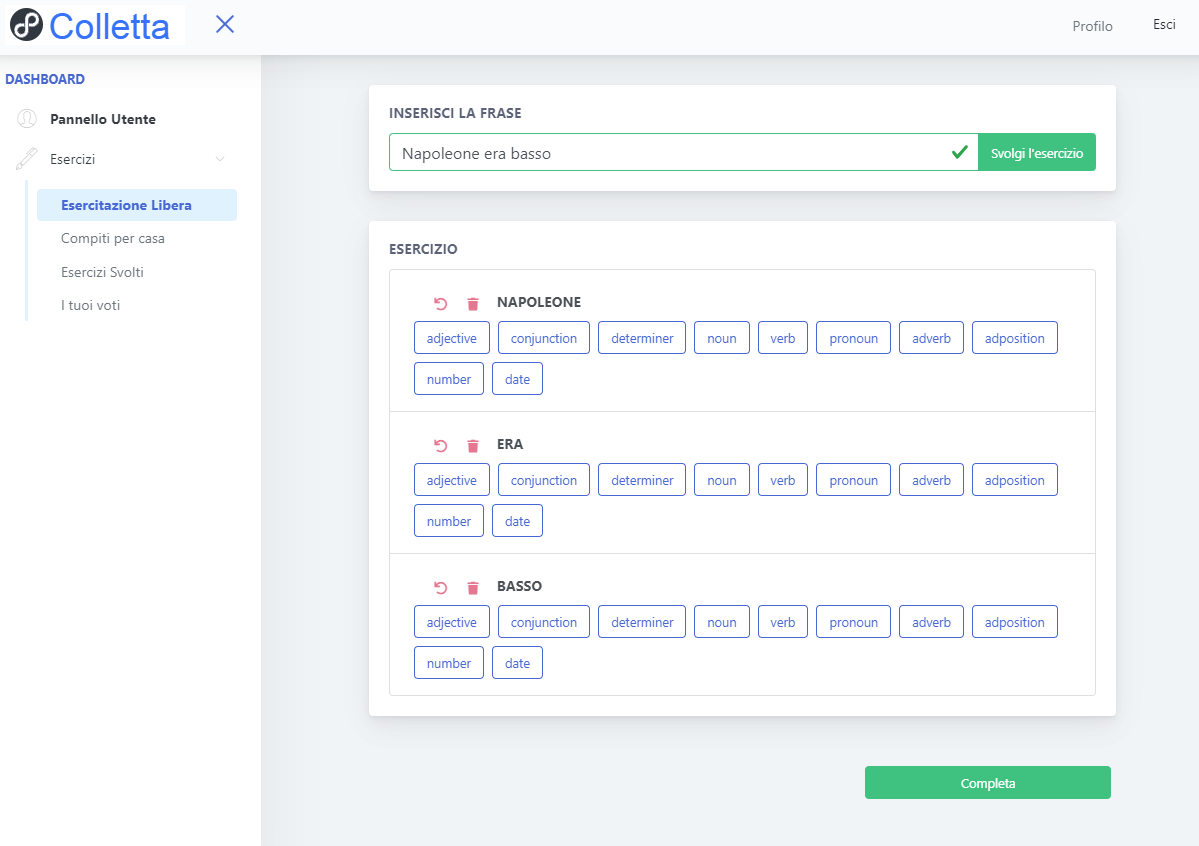 Colletta
Profilo
Esci
DASHBOARD
Pannello Utente
Esercizi
Esercitazione Libera
Compiti per casa
Esercizi Svolti
I tuoi voti
INSERISCI LA FRASE
Napoleone era basso
Svolgi l'esercizio
ESERCIZIO
NAPOLEONE
adjective conjunction determiner noun verb pronoun adverb adposition
number date
ERA
adjective conjunction determiner noun verb pronoun adverb adposition
number date
BASSO
adjective conjunction determiner noun verb pronoun adverb adposition
number date
Completa